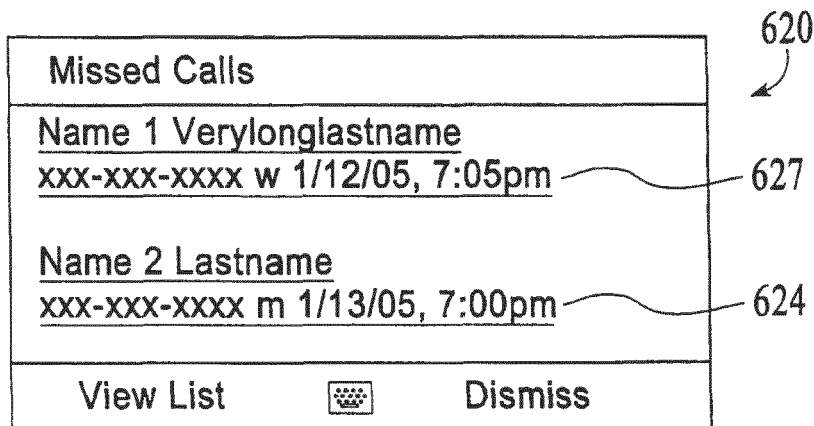 620
Missed Calls
Name 1 Verylonglastname
xxx-xxx-xxxx w 1/12/05, 7:05pm
627
Name 2 Lastname
xxx-xxx-xxxx m 1/13/05, 7:00pm
624
View List Dismiss